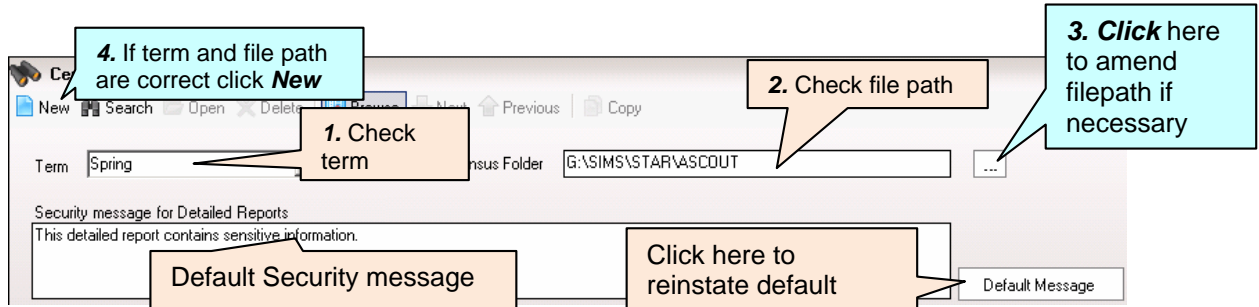 4. If term and file path
are correct click New
3. Click here
to amend
filepath if
necessary
2. Check file path
New Search Open Delete Browse Next Previous Copy
1. Check
term
Term Spring nsus Folder G:\SIMS\STAR\ASCOUT ...
Security message for Detailed Reports
This detailed report contains sensitive information.
Default Security message
Click here to
reinstate default
Default Message